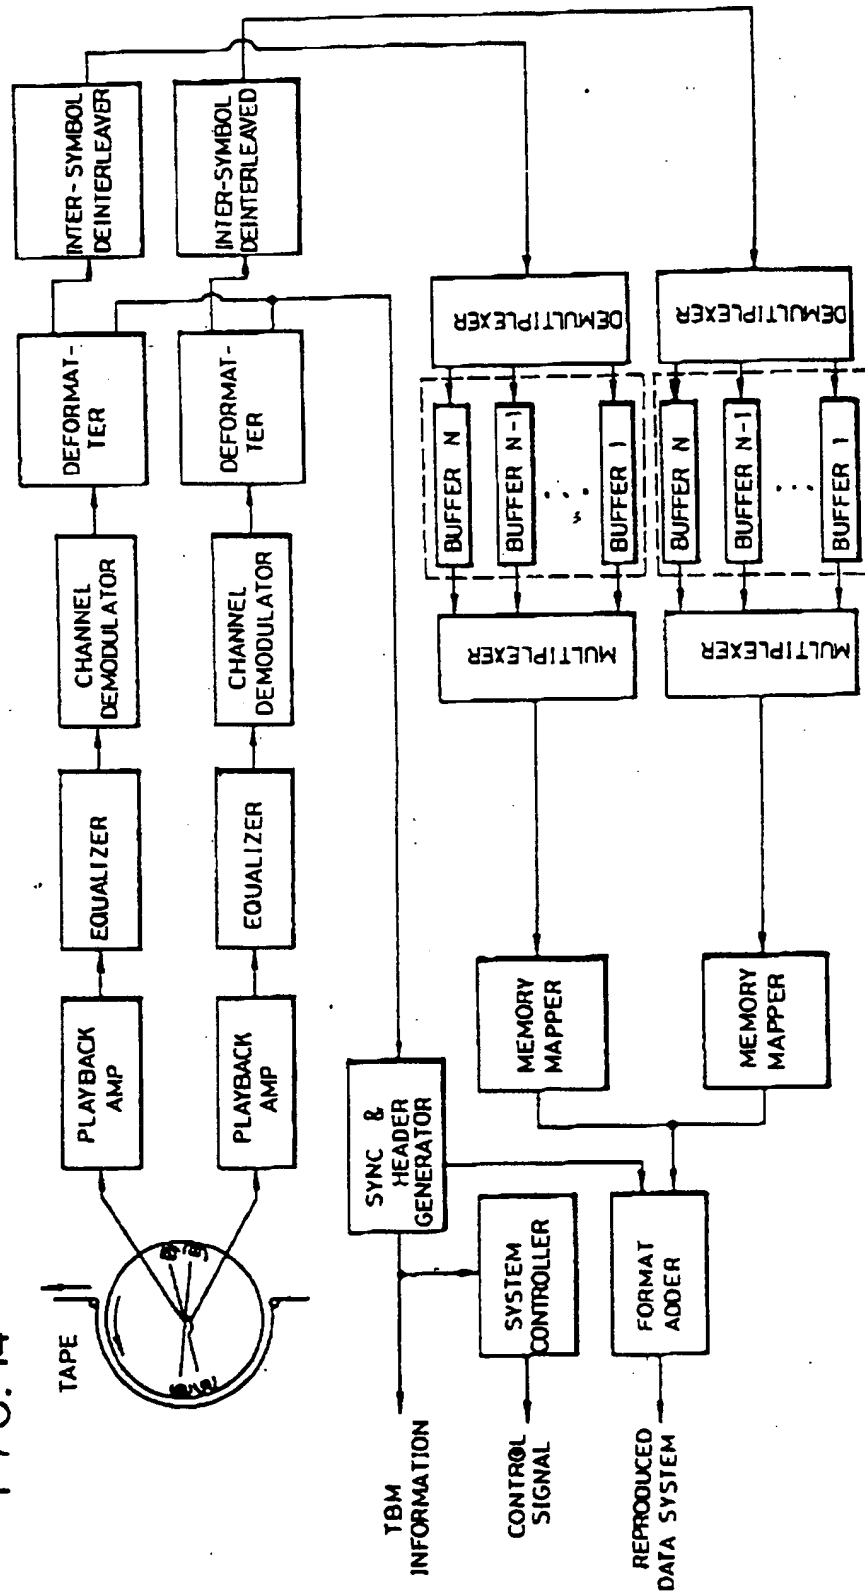 FIG. 14
TAPE
PLAYBACK
AMP
EQUALIZER
CHANNEL
DEMODULATOR
DEFORMAT-
TER
INTER-SYMBOL
DEINTERLEAVER
PLAYBACK
AMP
EQUALIZER
CHANNEL
DEMODULATOR
DEFORMAT-
TER
INTER-SYMBOL
DEINTERLEAVED
SYNC &
HEADER
GENERATOR
TBM
INFORMATION
SYSTEM
CONTROLLER
CONTROL
SIGNAL
FORMAT
ADDER
REPRODUCED
DATA SYSTEM
MEMORY
MAPPER
MULTIPLEXER
BUFFER N
BUFFER N-1
...
BUFFER 1
DEMULTIPLEXER
MEMORY
MAPPER
MULTIPLEXER
BUFFER N
BUFFER N-1
...
BUFFER 1
DEMULTIPLEXER